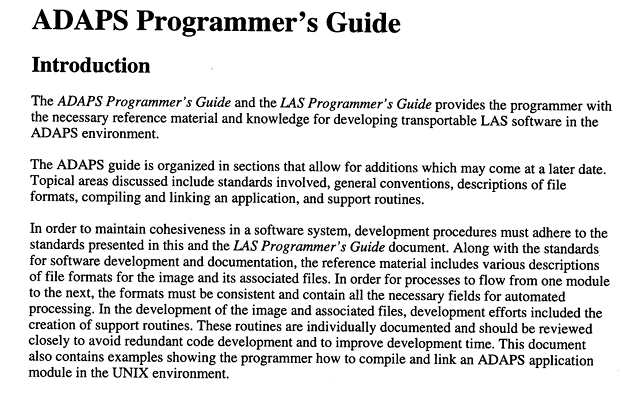 ADAPS Programmer's Guide
Introduction
The ADAPS Programmer's Guide and the LAS Programmer's Guide provides the programmer with
the necessary reference material and knowledge for developing transportable LAS software in the
ADAPS environment.
The ADAPS guide is organized in sections that allow for additions which may come at a later date.
Topical areas discussed include standards involved, general conventions, descriptions of file
formats, compiling and linking an application, and support routines.
In order to maintain cohesiveness in a software system, development procedures must adhere to the
standards presented in this and the LAS Programmer's Guide document. Along with the standards
for software development and documentation, the reference material includes various descriptions
of file formats for the image and its associated files. In order for processes to flow from one module
to the next, the formats must be consistent and contain all the necessary fields for automated
processing. In the development of the image and associated files, development efforts included the
creation of support routines. These routines are individually documented and should be reviewed
closely to avoid redundant code development and to improve development time. This document
also contains examples showing the programmer how to compile and link an ADAPS application
module in the UNIX environment.